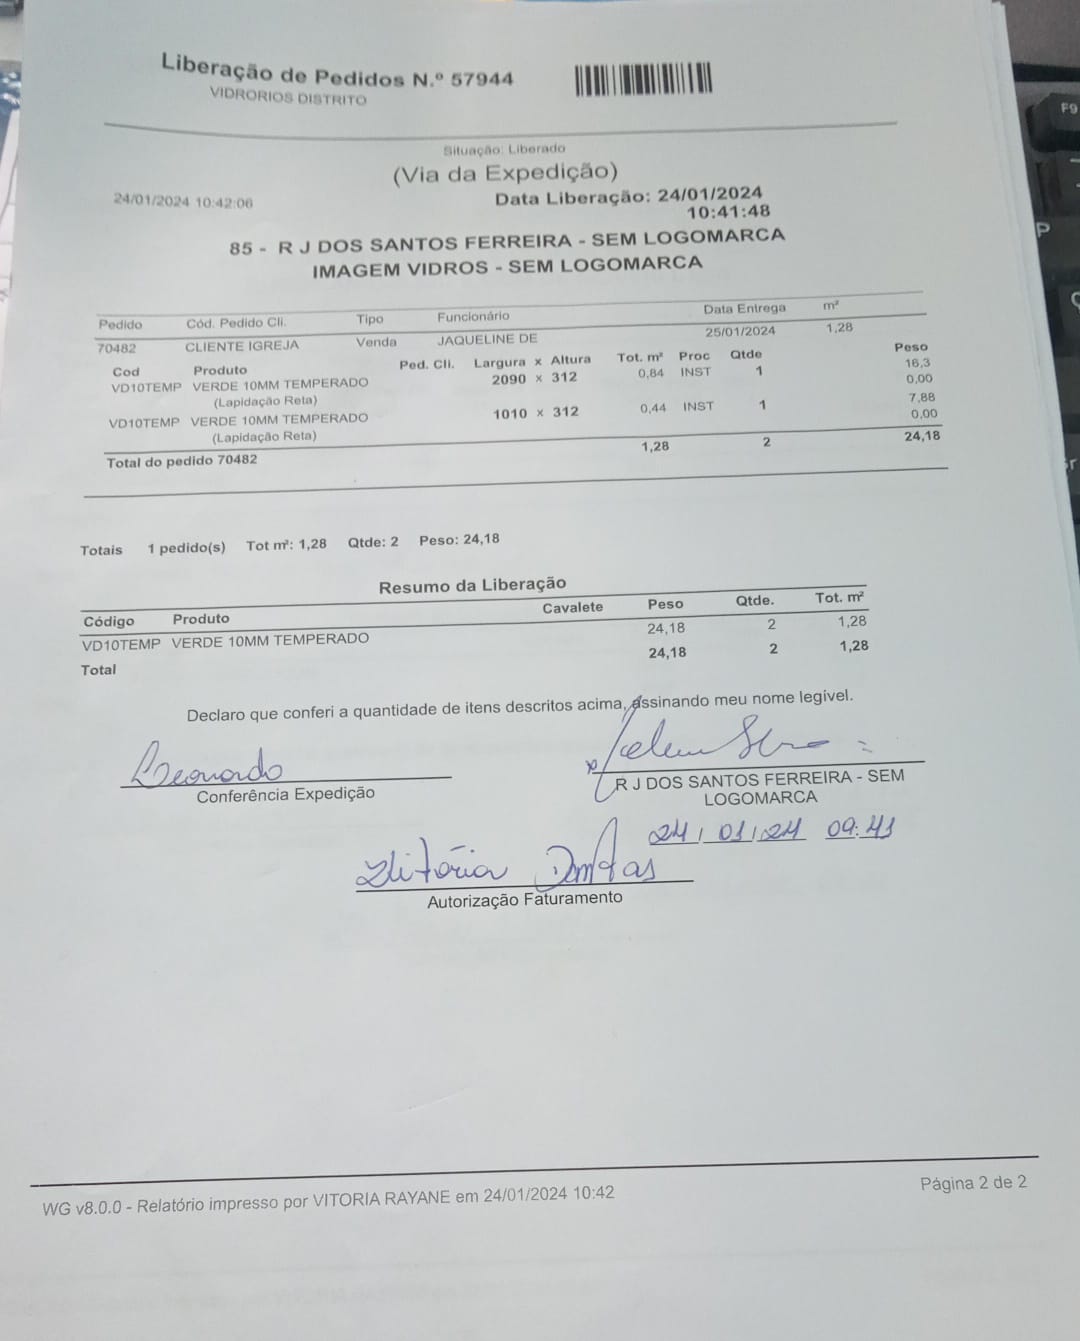 Liberação de Pedidos N.º 57944
VIDRORIOS DISTRITO
Situação: Liberado
(Via da Expedição)
24/01/2024 10:42:06 Data Liberação: 24/01/2024
10:41:48
85 - R J DOS SANTOS FERREIRA - SEM LOGOMARCA
IMAGEM VIDROS - SEM LOGOMARCA
Pedido Cód. Pedido Cli. Tipo Funcionário Data Entrega m²
70482 CLIENTE IGREJA Venda JAQUELINE DE 25/01/2024 1,28
Cod Produto Ped. Cli. Largura x Altura Tot. m² Proc Qtde Peso
VD10TEMP VERDE 10MM TEMPERADO 2090 x 312 0,84 INST 1 16,3
(Lapidação Reta) 0,00
VD10TEMP VERDE 10MM TEMPERADO 1010 x 312 0,44 INST 1 7,88
(Lapidação Reta) 0,00
Total do pedido 70482 1,28 2 24,18
Totais 1 pedido(s) Tot m²: 1,28 Qtde: 2 Peso: 24,18
Resumo da Liberação
Código Produto Cavalete Peso Qtde. Tot. m²
VD10TEMP VERDE 10MM TEMPERADO 24,18 2 1,28
Total 24,18 2 1,28
Declaro que conferi a quantidade de itens descritos acima, assinando meu nome legível.
Leonardo
Conferência Expedição R J DOS SANTOS FERREIRA - SEM
LOGOMARCA
24/01/24 09:41
Vitória Dantas
Autorização Faturamento
WG v8.0.0 - Relatório impresso por VITORIA RAYANE em 24/01/2024 10:42 Página 2 de 2
F9
P